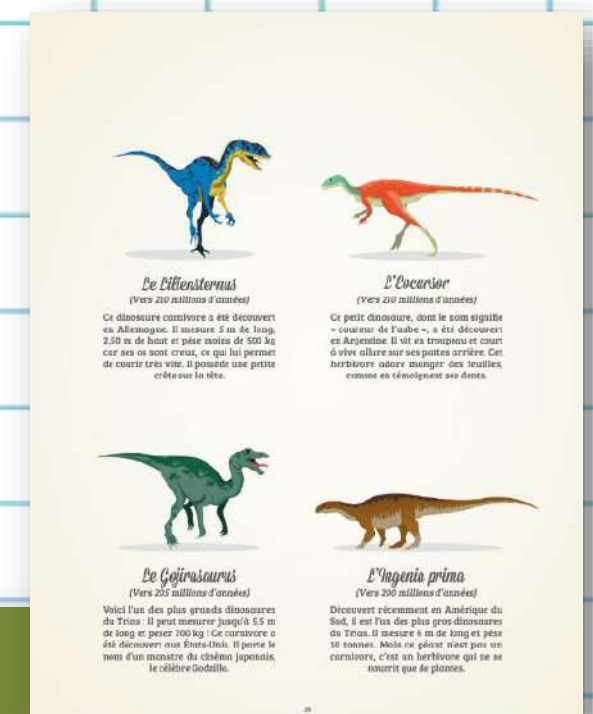 Le Liliensternus
(Vers 210 millions d'années)
Ce dinosaure carnivore a été découvert
en Allemagne. Il mesure 5 m de long,
2,50 m de haut et pèse moins de 500 kg
car ses os sont creux, ce qui lui permet
de courir très vite. Il possède une petite
crête sur la tête.
L'Eocursor
(Vers 210 millions d'années)
Ce petit dinosaure, dont le nom signifie
« coureur de l'aube », a été découvert
en Argentine. Il vit en troupeau et court
à vive allure sur ses pattes arrière. Cet
herbivore adore manger des feuilles,
comme en témoignent ses dents.
Le Gojirasaurus
(Vers 205 millions d'années)
Voici l'un des plus grands dinosaures
du Trias : il peut mesurer jusqu'à 5,5 m
de long et peser 200 kg ! Ce carnivore a
été découvert aux États-Unis. Il porte le
nom d'un monstre du cinéma japonais,
le célèbre Godzilla.
L'Ingenia prima
(Vers 200 millions d'années)
Découvert récemment en Amérique du
Sud, il est l'un des plus gros dinosaures
du Trias. Il mesure 6 m de long et pèse
10 tonnes. Mais ce géant n'est pas un
carnivore, c'est un herbivore qui ne se
nourrit que de plantes.